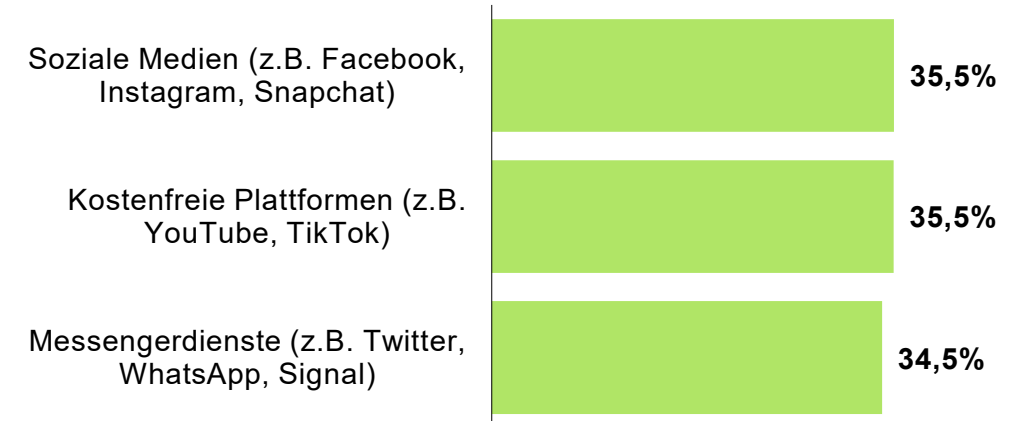 Soziale Medien (z.B. Facebook,
Instagram, Snapchat)
35,5%
Kostenfreie Plattformen (z.B.
YouTube, TikTok)
35,5%
Messengerdienste (z.B. Twitter,
WhatsApp, Signal)
34,5%